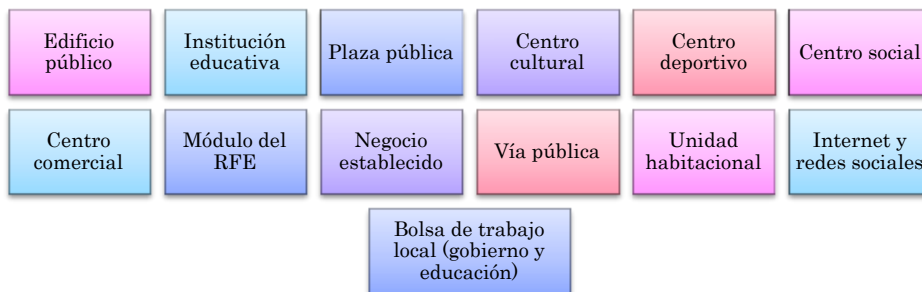 Edificio
público
Institución
educativa
Plaza pública
Centro
cultural
Centro
deportivo
Centro social
Centro
comercial
Módulo del
RFE
Negocio
establecido
Vía pública
Unidad
habitacional
Internet y
redes sociales
Bolsa de trabajo
local (gobierno y
educación)